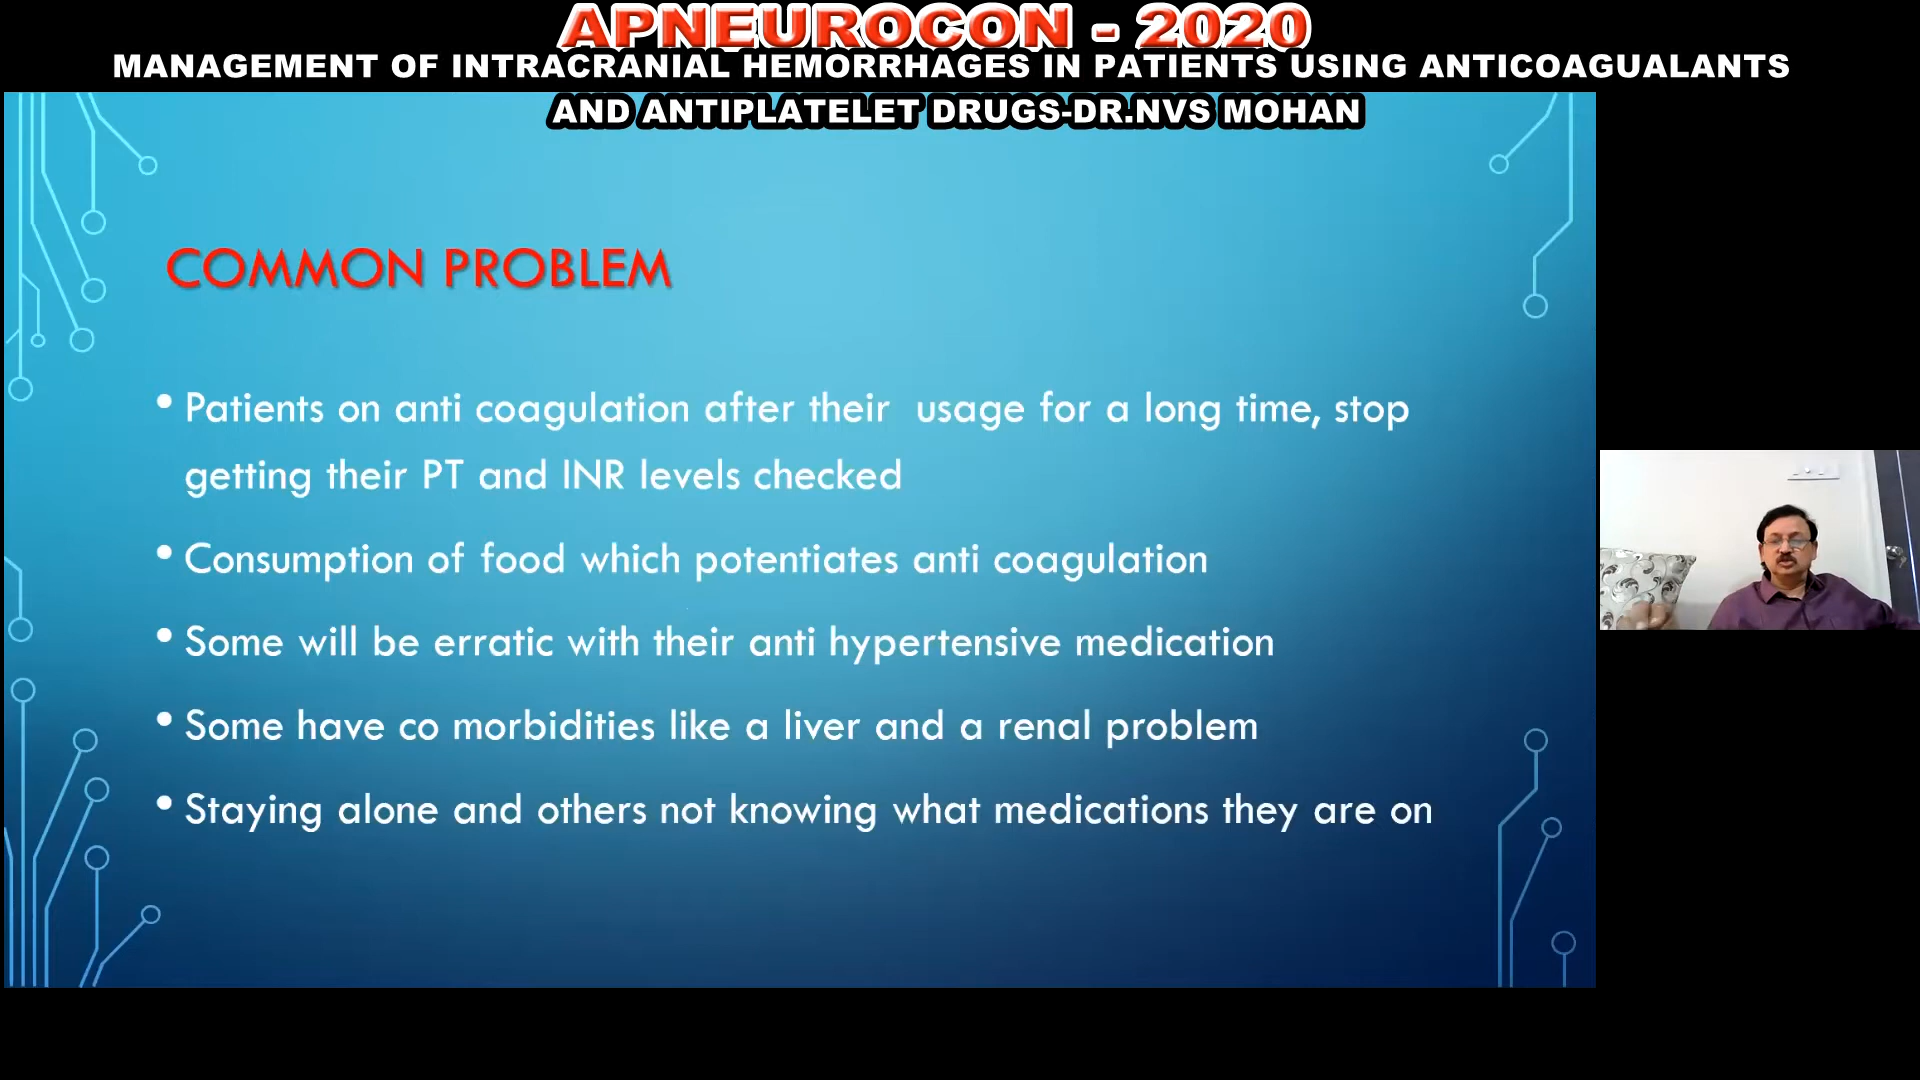 APNEUROCON - 2020
MANAGEMENT OF INTRACRANIAL HEMORRHAGES IN PATIENTS USING ANTICOAGUALANTS
AND ANTIPLATELET DRUGS-DR.NVS MOHAN
COMMON PROBLEM
• Patients on anti coagulation after their usage for a long time, stop
getting their PT and INR levels checked
• Consumption of food which potentiates anti coagulation
• Some will be erratic with their anti hypertensive medication
• Some have co morbidities like a liver and a renal problem
• Staying alone and others not knowing what medications they are on